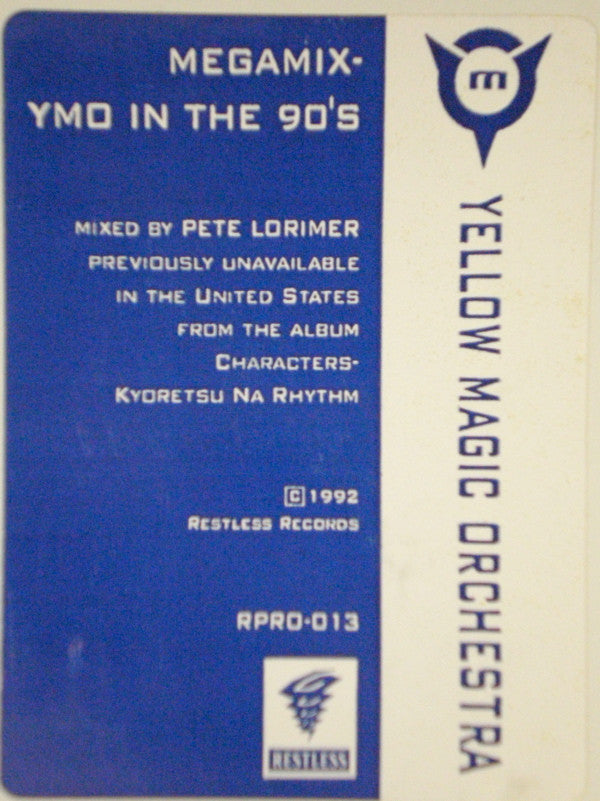 MEGAMIX-
YMO IN THE 90'S
MIXED BY PETE LORIMER
PREVIOUSLY UNAVAILABLE
IN THE UNITED STATES
FROM THE ALBUM
CHARACTERS-
KYORETSU NA RHYTHM
©1992
RESTLESS RECORDS
RPRO-013
RESTLESS
m
YELLOW MAGIC ORCHESTRA